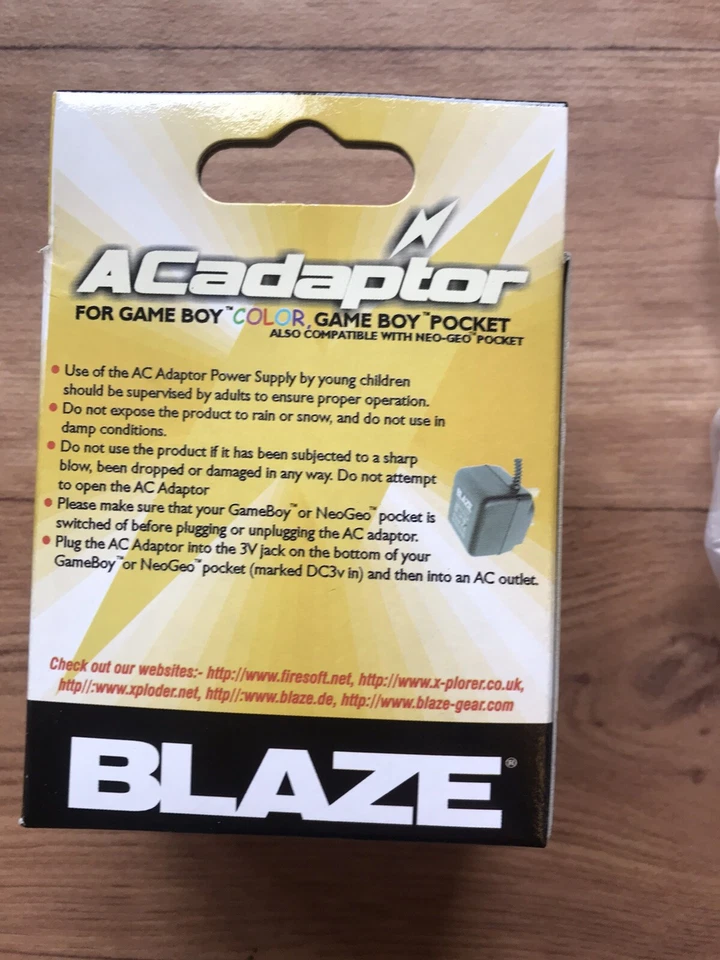 ACadaptor
FOR GAME BOY™ COLOR, GAME BOY™ POCKET
ALSO COMPATIBLE WITH NEO-GEO™ POCKET
• Use of the AC Adaptor Power Supply by young children
should be supervised by adults to ensure proper operation.
• Do not expose the product to rain or snow, and do not use in
damp conditions.
• Do not use the product if it has been subjected to a sharp
blow, been dropped or damaged in any way. Do not attempt
to open the AC Adaptor
• Please make sure that your GameBoy™ or NeoGeo™ pocket is
switched of before plugging or unplugging the AC adaptor.
• Plug the AC Adaptor into the 3V jack on the bottom of your
GameBoy™ or NeoGeo™ pocket (marked DC3v in) and then into an AC outlet.
BLAZE
Check out our websites:- http://www.firesoft.net, http://www.x-plorer.co.uk,
http//:www.xploder.net, http//:www.blaze.de, http://www.blaze-gear.com
BLAZE®